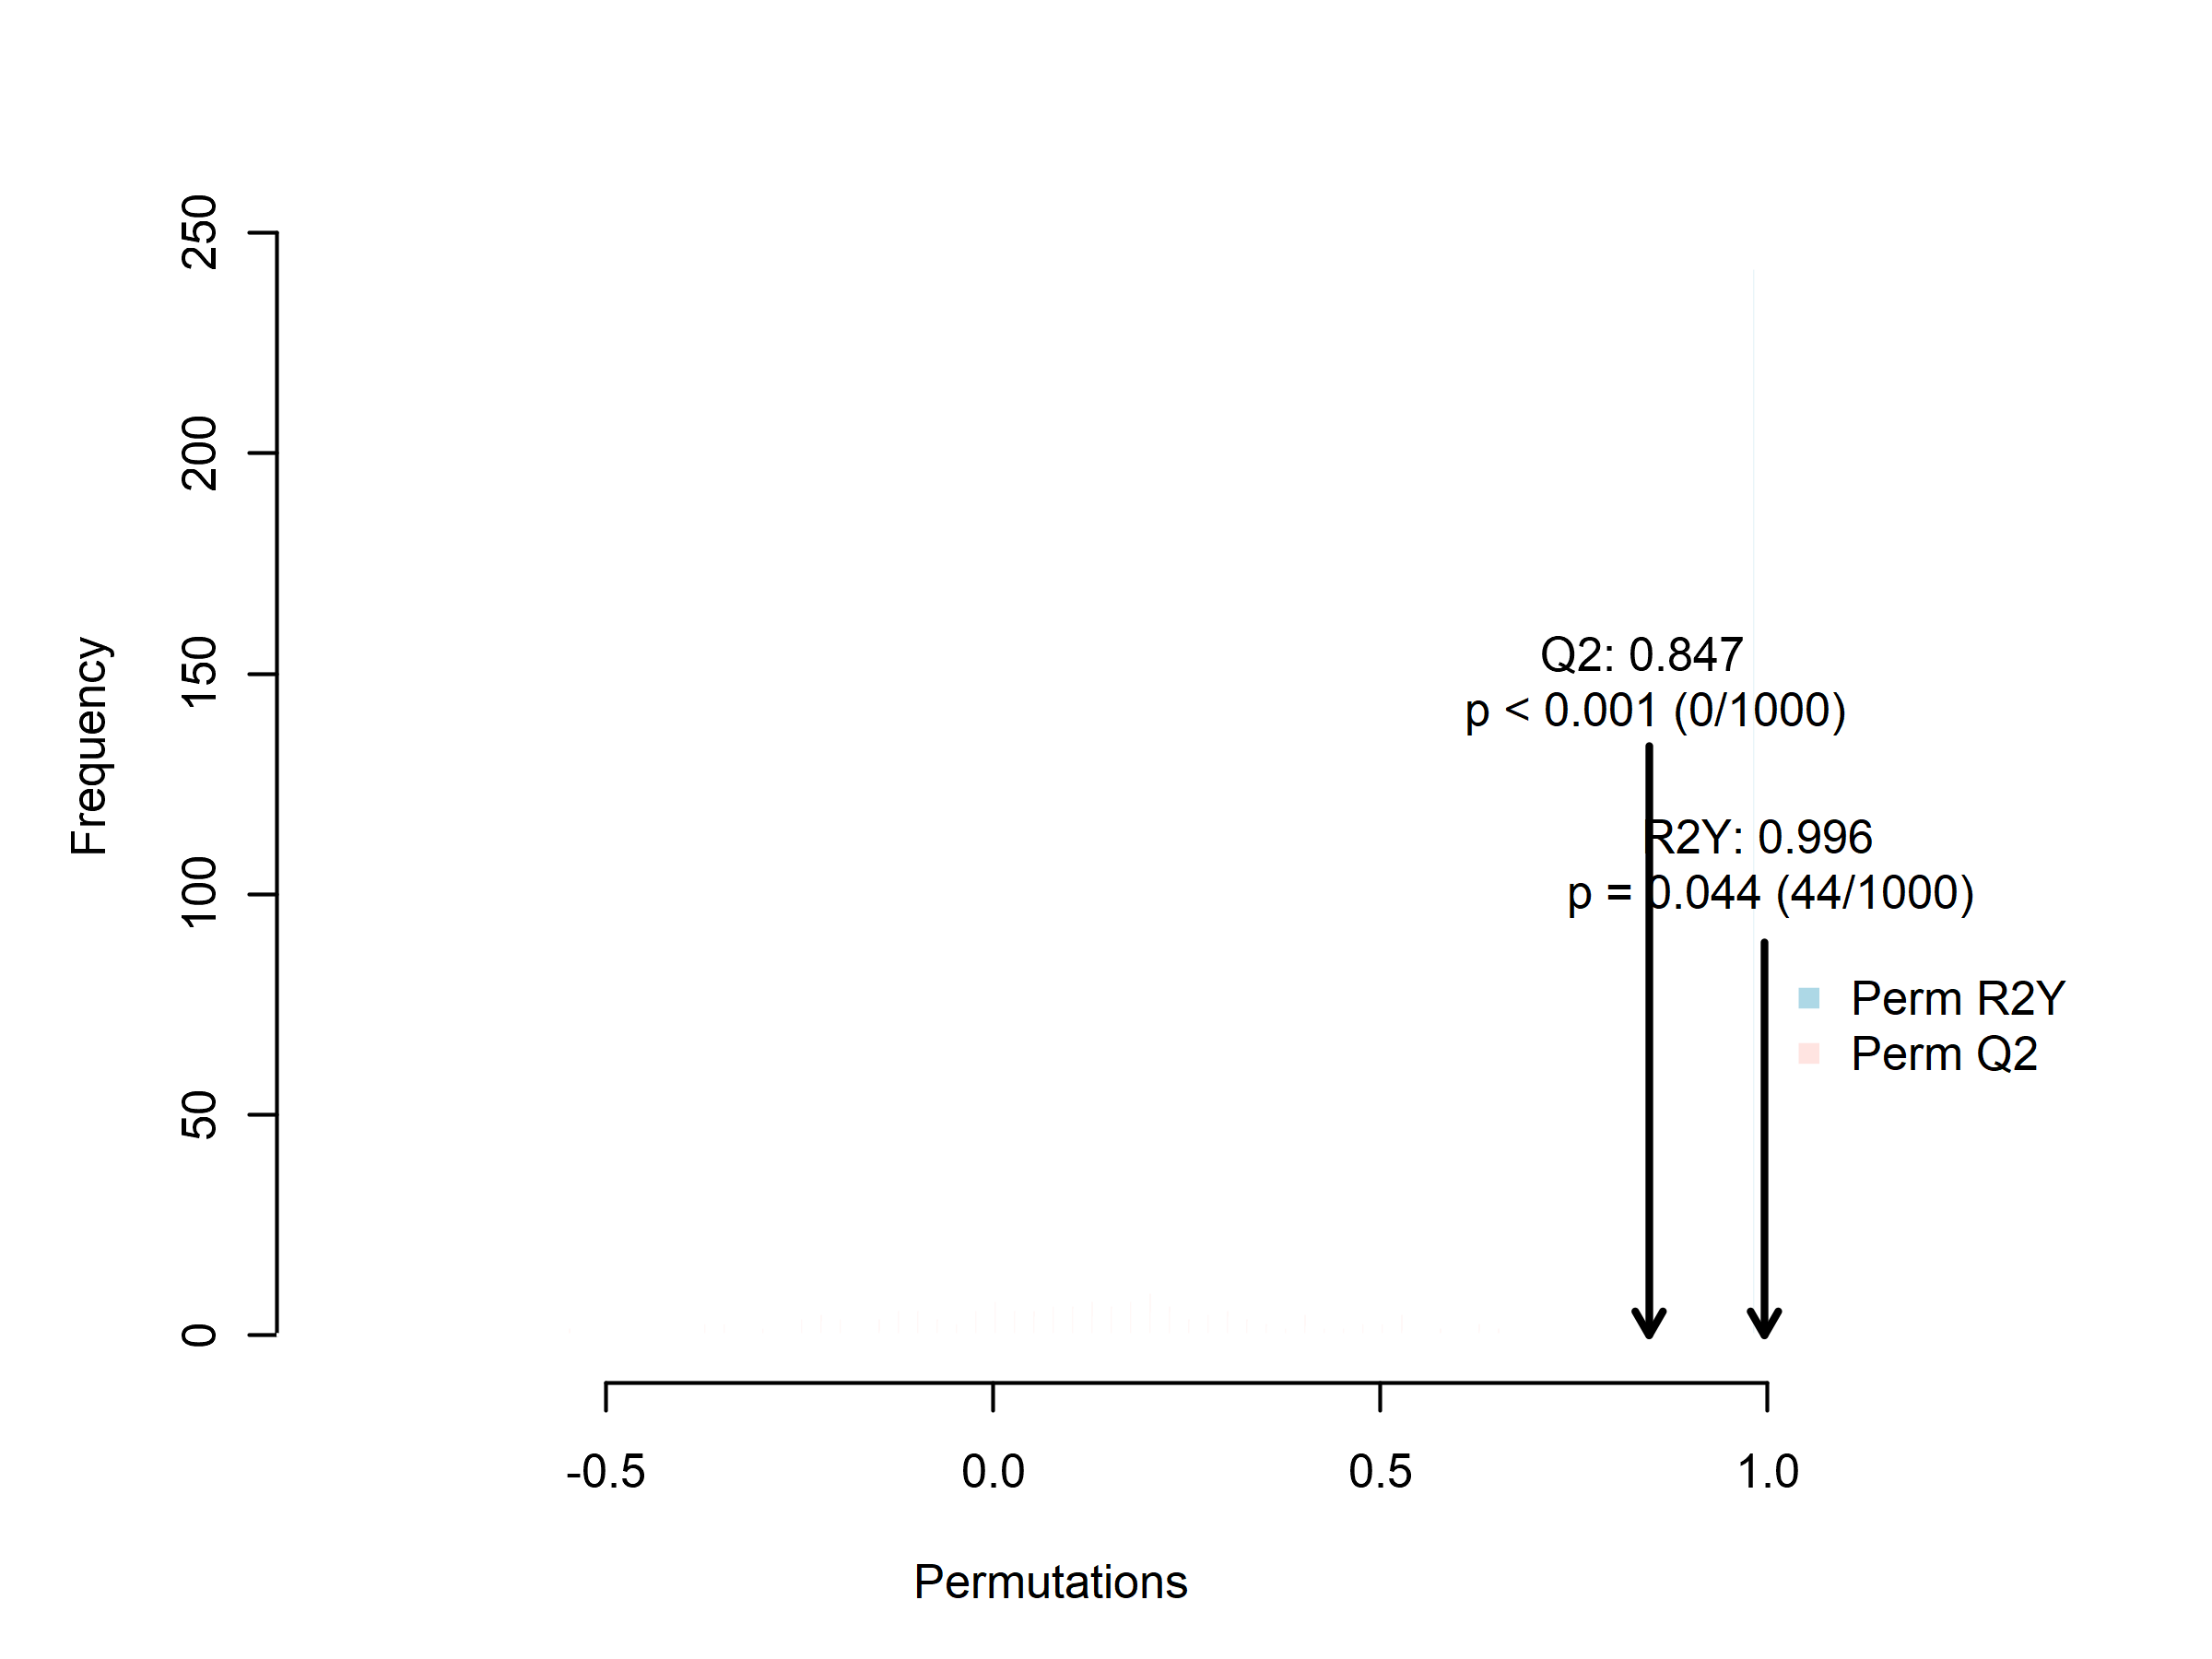 250
200
150
100
50
0
Frequency
Q2: 0.847
p < 0.001 (0/1000)
R2Y: 0.996
p = 0.044 (44/1000)
Perm R2Y
Perm Q2
-0.5 0.0 0.5 1.0
Permutations